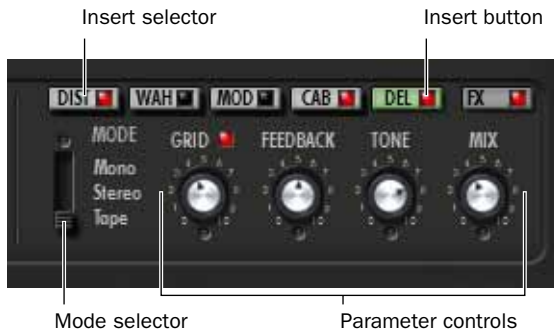 Insert selector Insert button
DIST WAH MOD CAB DEL FX
MODE GRID FEEDBACK TONE MIX
Mono
Stereo
Tape
Mode selector Parameter controls